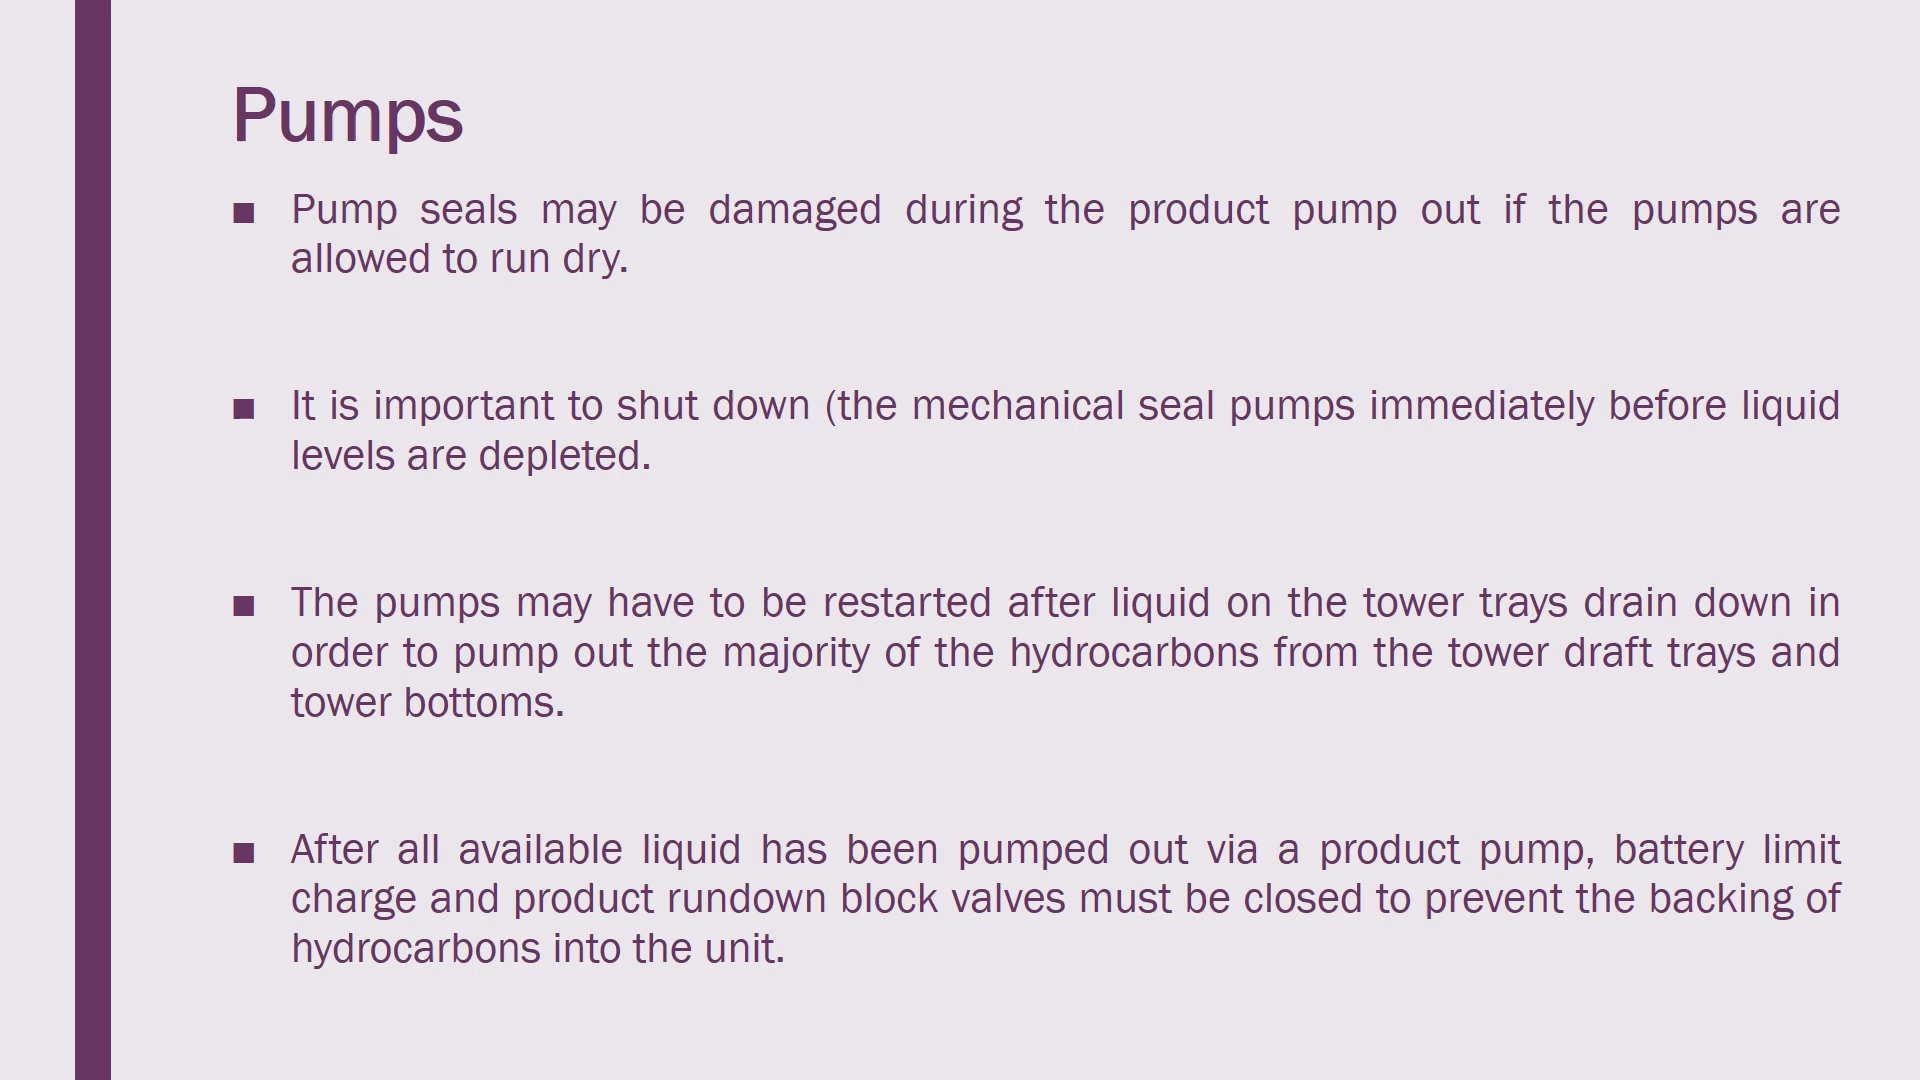 Pumps
■ Pump seals may be damaged during the product pump out if the pumps are
allowed to run dry.
■ It is important to shut down (the mechanical seal pumps immediately before liquid
levels are depleted.
■ The pumps may have to be restarted after liquid on the tower trays drain down in
order to pump out the majority of the hydrocarbons from the tower draft trays and
tower bottoms.
■ After all available liquid has been pumped out via a product pump, battery limit
charge and product rundown block valves must be closed to prevent the backing of
hydrocarbons into the unit.